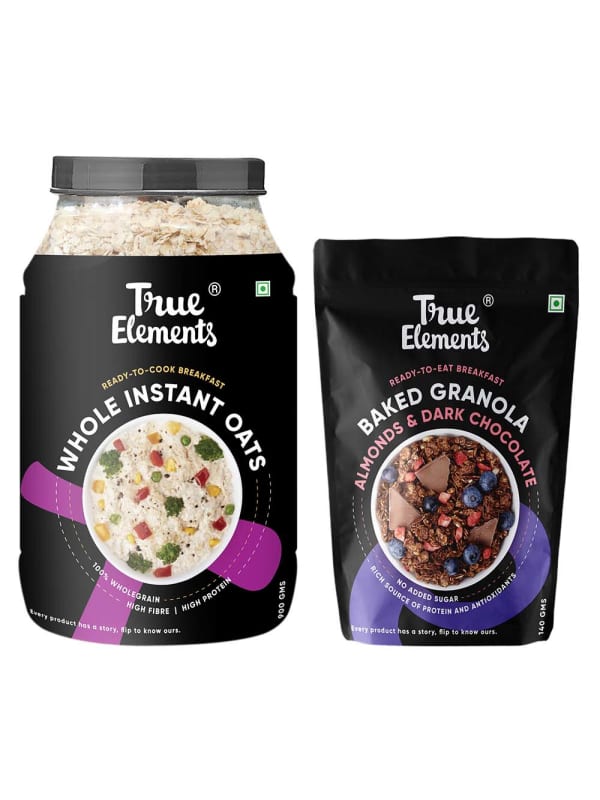 True ®
Elements
READY-TO-COOK BREAKFAST
WHOLE INSTANT OATS
100% WHOLEGRAIN
HIGH FIBRE | HIGH PROTEIN
Every product has a story, flip to know ours.
900 GMS
True ®
Elements
READY-TO-EAT BREAKFAST
BAKED GRANOLA
ALMONDS & DARK CHOCOLATE
NO ADDED SUGAR
RICH SOURCE OF PROTEIN AND ANTIOXIDANTS
Every product has a story, flip to know ours.
140 GMS